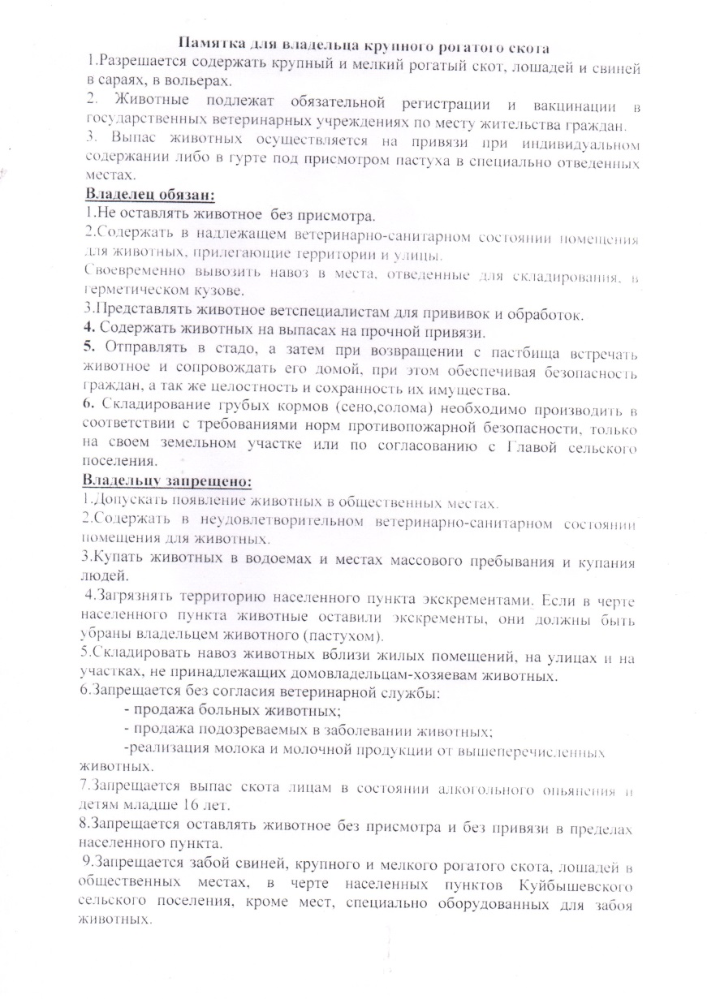 Памятка для владельца крупного рогатого скота
1.Разрешается содержать крупный и мелкий рогатый скот, лошадей и свиней
в сараях, в вольерах.
2. Животные подлежат обязательной регистрации и вакцинации в
государственных ветеринарных учреждениях по месту жительства граждан.
3. Выпас животных осуществляется на привязи при индивидуальном
содержании либо в гурте под присмотром пастуха в специально отведенных
местах.
Владелец обязан:
1.Не оставлять животное без присмотра.
2.Содержать в надлежащем ветеринарно-санитарном состоянии помещения
для животных, прилегающие территории и улицы.
Своевременно вывозить навоз в места, отведенные для складирования, в
герметическом кузове.
3.Представлять животное ветспециалистам для прививок и обработок.
4. Содержать животных на выпасах на прочной привязи.
5. Отправлять в стадо, а затем при возвращении с пастбища встречать
животное и сопровождать его домой, при этом обеспечивая безопасность
граждан, а так же целостность и сохранность их имущества.
6. Складирование грубых кормов (сено,солома) необходимо производить в
соответствии с требованиями норм противопожарной безопасности, только
на своем земельном участке или по согласованию с Главой сельского
поселения.
Владельцу запрещено:
1.Допускать появление животных в общественных местах.
2.Содержать в неудовлетворительном ветеринарно-санитарном состоянии
помещения для животных.
3.Купать животных в водоемах и местах массового пребывания и купания
людей.
4.Загрязнять территорию населенного пункта экскрементами. Если в черте
населенного пункта животные оставили экскременты, они должны быть
убраны владельцем животного (пастухом).
5.Складировать навоз животных вблизи жилых помещений, на улицах и на
участках, не принадлежащих домовладельцам-хозяевам животных.
6.Запрещается без согласия ветеринарной службы:
- продажа больных животных;
- продажа подозреваемых в заболевании животных;
-реализация молока и молочной продукции от вышеперечисленных
животных.
7.Запрещается выпас скота лицам в состоянии алкогольного опьянения и
детям младше 16 лет.
8.Запрещается оставлять животное без присмотра и без привязи в пределах
населенного пункта.
9.Запрещается забой свиней, крупного и мелкого рогатого скота, лошадей в
общественных местах, в черте населенных пунктов Куйбышевского
сельского поселения, кроме мест, специально оборудованных для забоя
животных.